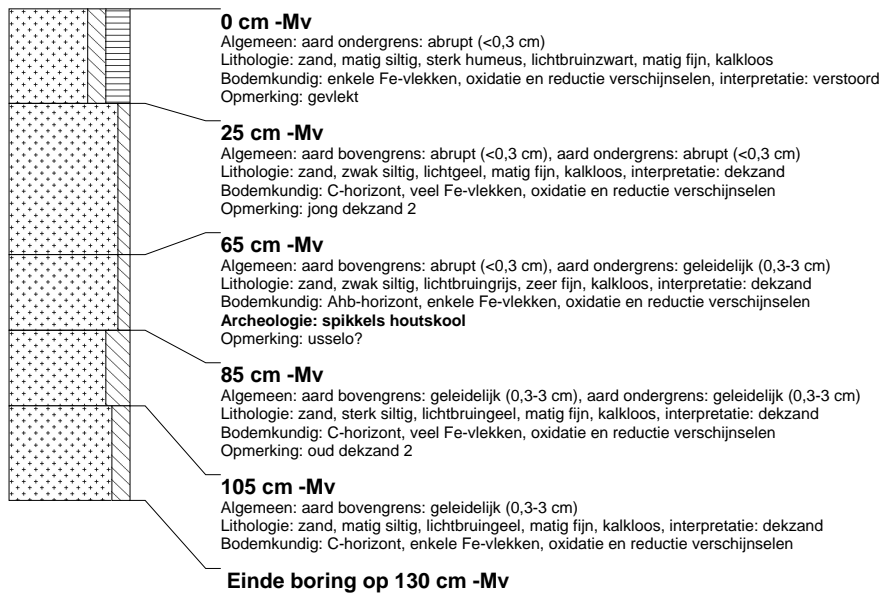 0 cm -Mv
Algemeen: aard ondergrens: abrupt (<0,3 cm)
Lithologie: zand, matig siltig, sterk humeus, lichtbruinzwart, matig fijn, kalkloos
Bodemkundig: enkele Fe-vlekken, oxidatie en reductie verschijnselen, interpretatie: verstoord
Opmerking: gevlekt
25 cm -Mv
Algemeen: aard bovengrens: abrupt (<0,3 cm), aard ondergrens: abrupt (<0,3 cm)
Lithologie: zand, zwak siltig, lichtgeel, matig fijn, kalkloos, interpretatie: dekzand
Bodemkundig: C-horizont, veel Fe-vlekken, oxidatie en reductie verschijnselen
Opmerking: jong dekzand 2
65 cm -Mv
Algemeen: aard bovengrens: abrupt (<0,3 cm), aard ondergrens: geleidelijk (0,3-3 cm)
Lithologie: zand, zwak siltig, lichtbruingrijs, zeer fijn, kalkloos, interpretatie: dekzand
Bodemkundig: Ahb-horizont, enkele Fe-vlekken, oxidatie en reductie verschijnselen
Archeologie: spikkels houtskool
Opmerking: usselo?
85 cm -Mv
Algemeen: aard bovengrens: geleidelijk (0,3-3 cm), aard ondergrens: geleidelijk (0,3-3 cm)
Lithologie: zand, sterk siltig, lichtbruingeel, matig fijn, kalkloos, interpretatie: dekzand
Bodemkundig: C-horizont, veel Fe-vlekken, oxidatie en reductie verschijnselen
Opmerking: oud dekzand 2
105 cm -Mv
Algemeen: aard bovengrens: geleidelijk (0,3-3 cm)
Lithologie: zand, matig siltig, lichtbruingeel, matig fijn, kalkloos, interpretatie: dekzand
Bodemkundig: C-horizont, enkele Fe-vlekken, oxidatie en reductie verschijnselen
Einde boring op 130 cm -Mv